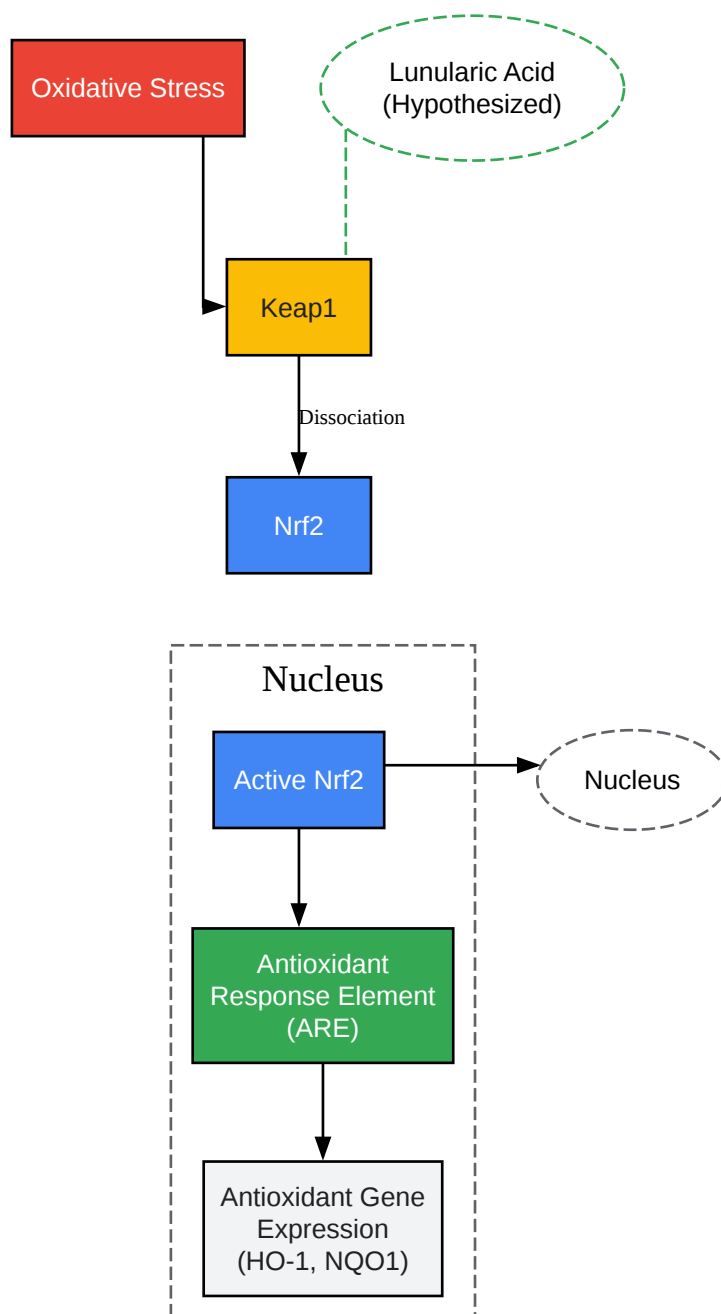 Oxidative Stress
Lunularic Acid
(Hypothesized)
Keap1
Dissociation
Nrf2
Nucleus
Active Nrf2
Nucleus
Antioxidant
Response Element
(ARE)
Antioxidant Gene
Expression
(HO-1, NQO1)